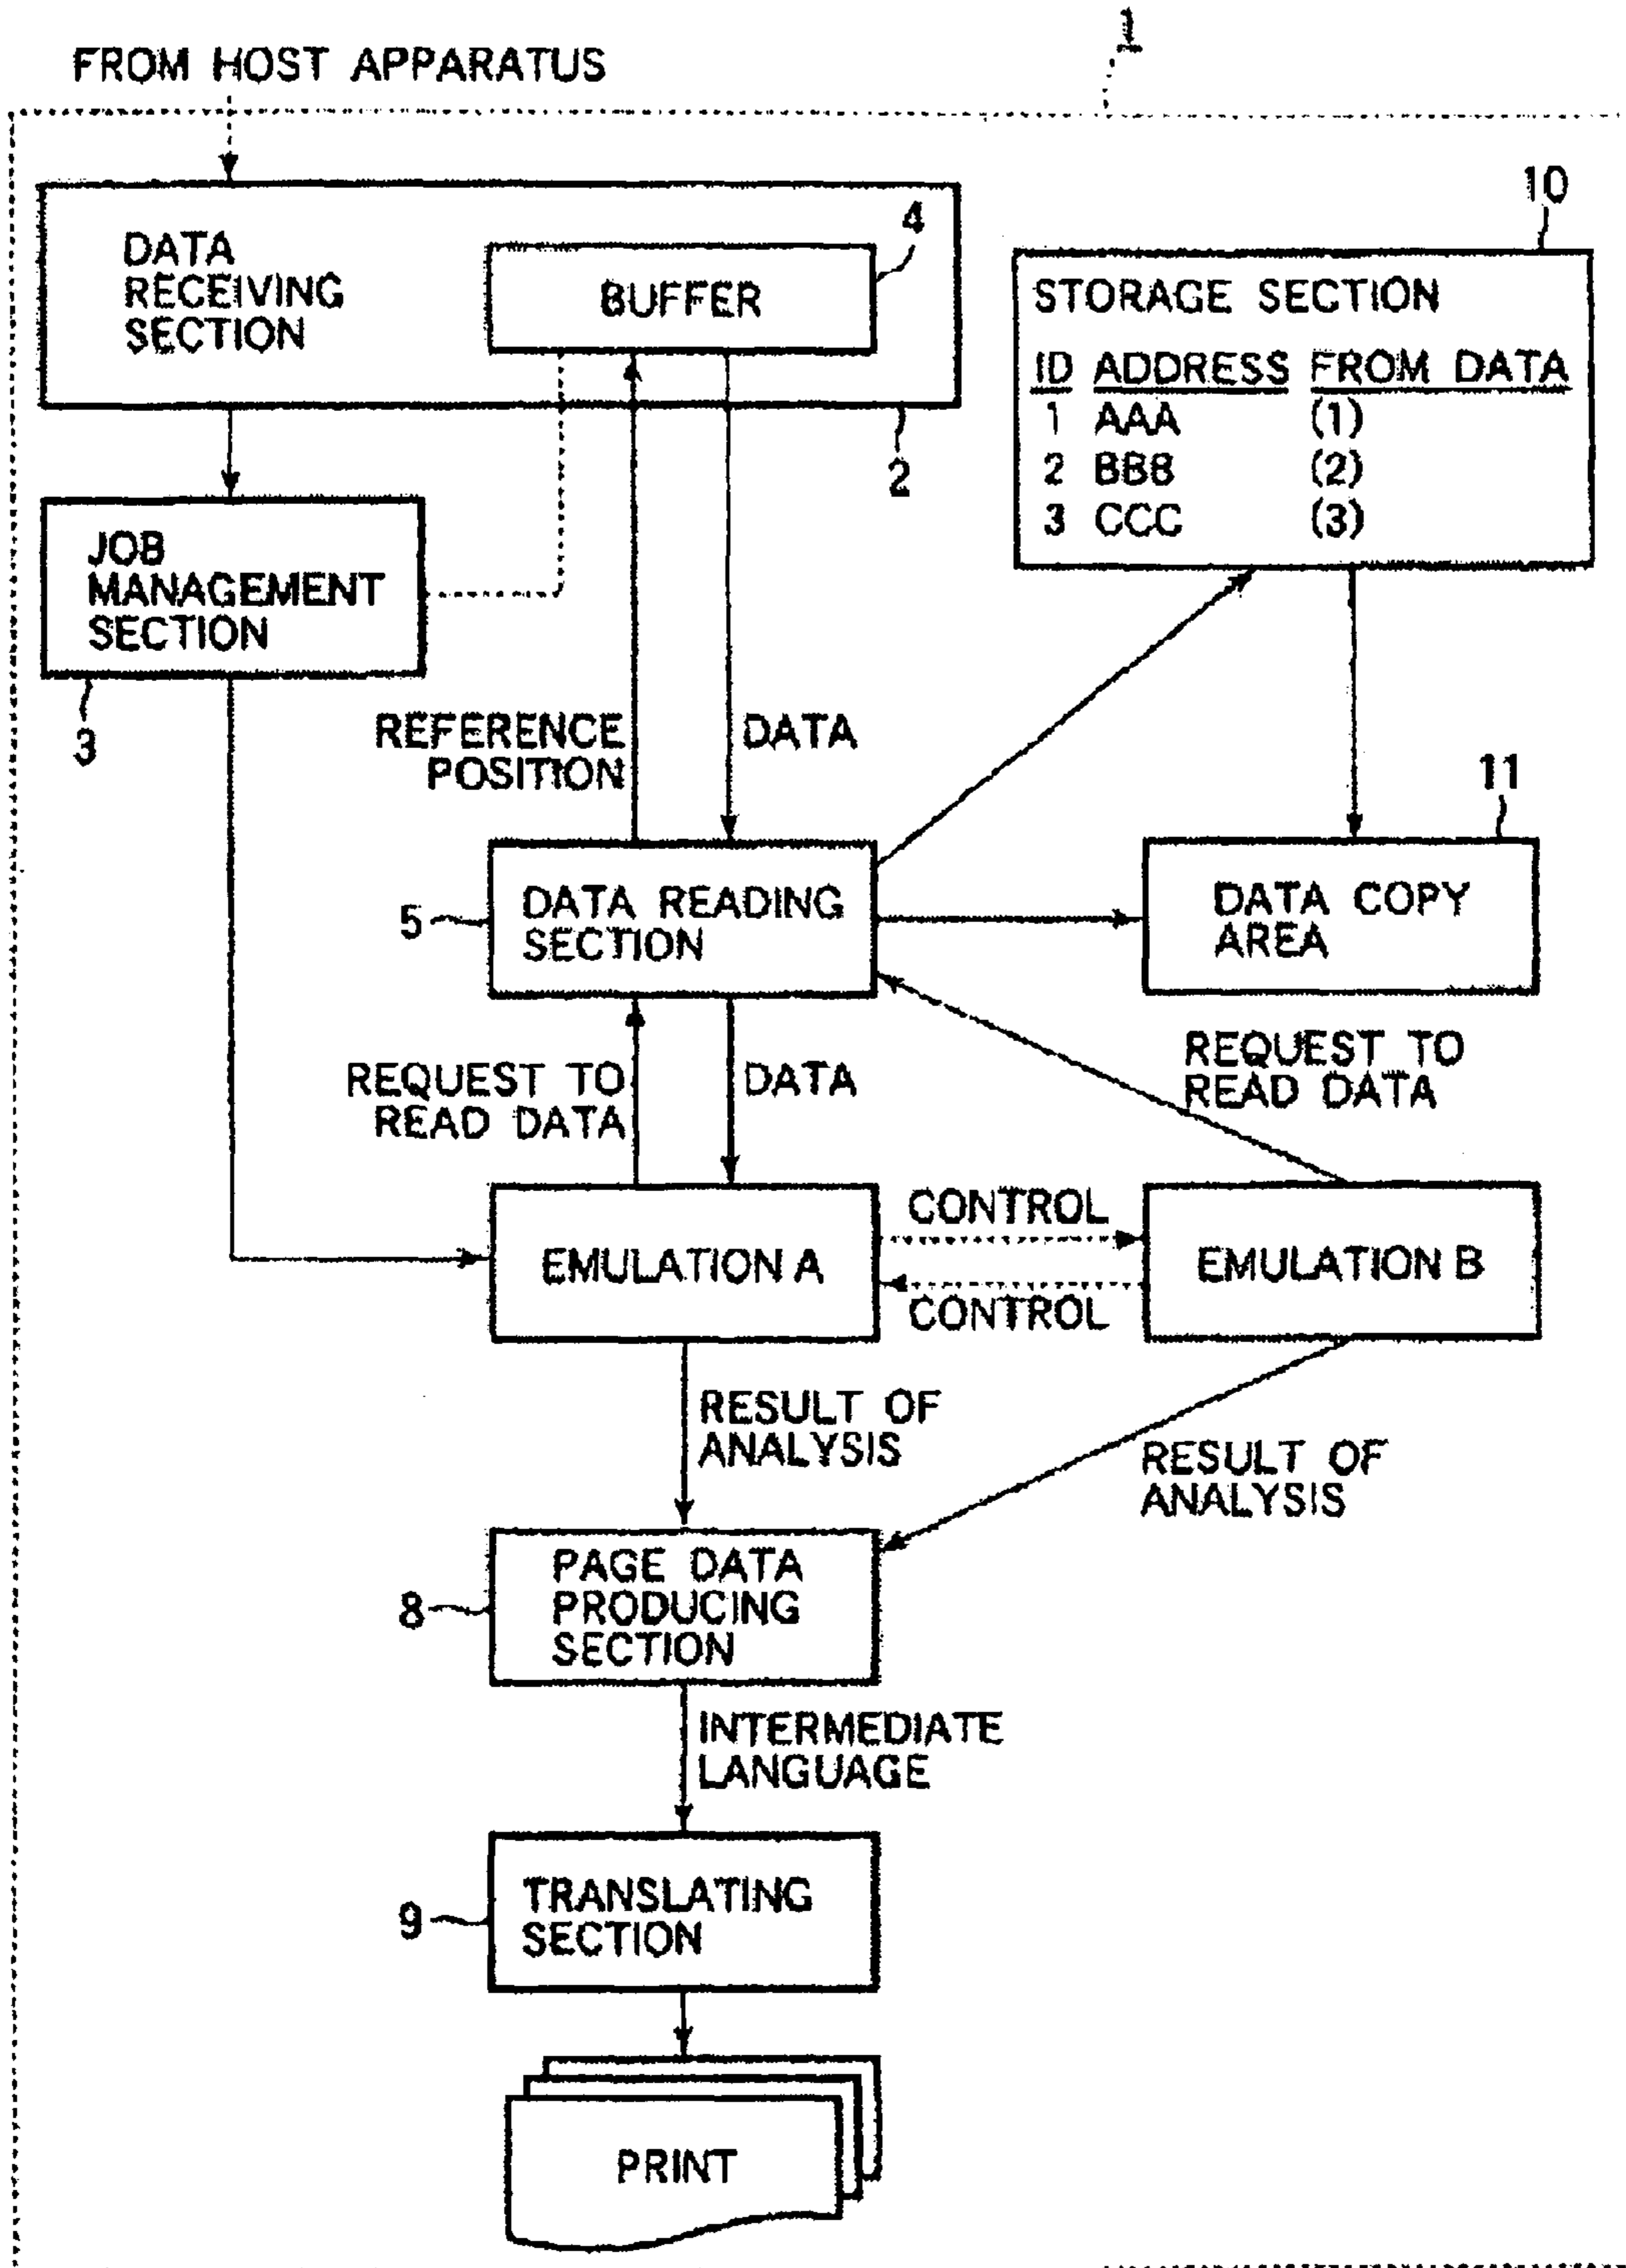 1
FROM HOST APPARATUS
10
4
DATA
RECEIVING
SECTION
BUFFER
STORAGE SECTION
ID ADDRESS FROM DATA
1 AAA (1)
2 BBB (2)
3 CCC (3)
2
JOB
MANAGEMENT
SECTION
3
REFERENCE
POSITION
DATA
11
5
DATA READING
SECTION
DATA COPY
AREA
REQUEST TO
READ DATA
DATA
REQUEST TO
READ DATA
CONTROL
EMULATION A
EMULATION B
CONTROL
RESULT OF
ANALYSIS
RESULT OF
ANALYSIS
8
PAGE DATA
PRODUCING
SECTION
INTERMEDIATE
LANGUAGE
9
TRANSLATING
SECTION
PRINT